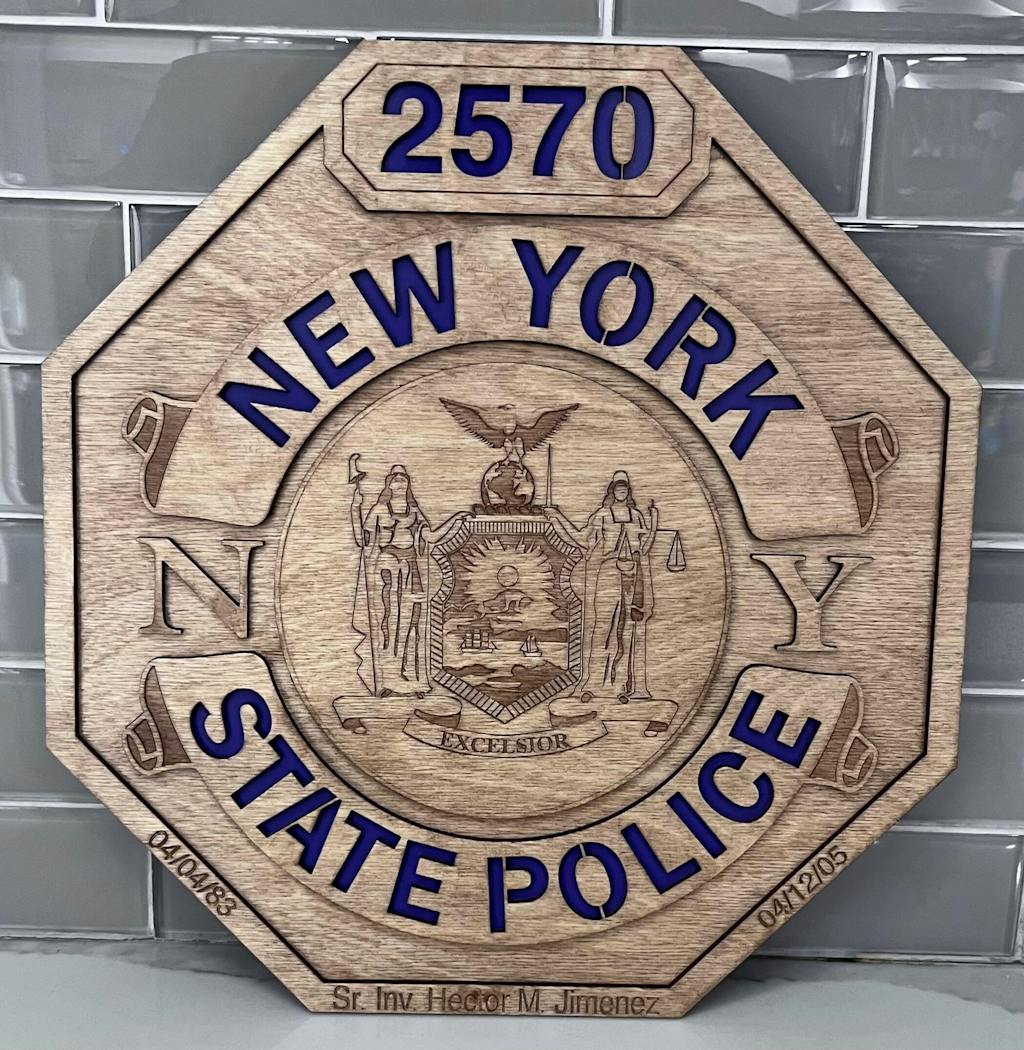 2570
NEW YORK
N Y
EXCELSIOR
STATE POLICE
04/04/83
04/12/05
Sr. Inv. Hector M. Jimenez